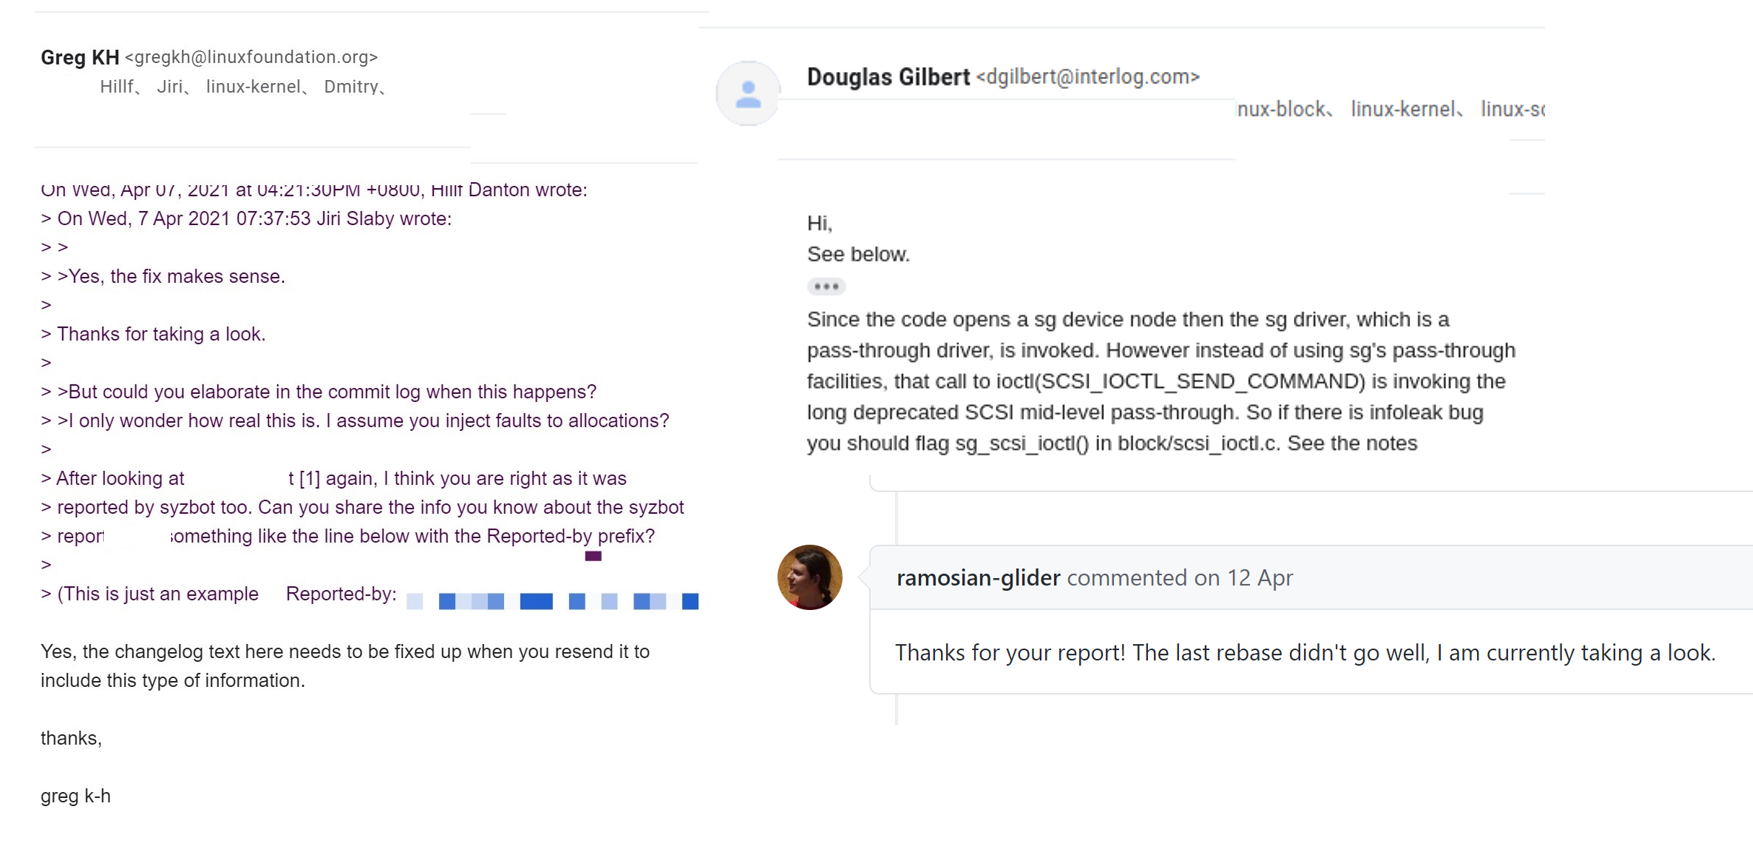 Greg KH <gregkh@linuxfoundation.org>
Hillf、 Jiri、 linux-kernel、 Dmitry、
On Wed, Apr 07, 2021 at 04:21:30PM +0800, Hillf Danton wrote:
> On Wed, 7 Apr 2021 07:37:53 Jiri Slaby wrote:
> >
> >Yes, the fix makes sense.
>
> Thanks for taking a look.
>
> >But could you elaborate in the commit log when this happens?
> >I only wonder how real this is. I assume you inject faults to allocations?
>
> After looking at t [1] again, I think you are right as it was
> reported by syzbot too. Can you share the info you know about the syzbot
> report something like the line below with the Reported-by prefix?
>
> (This is just an example Reported-by:
Yes, the changelog text here needs to be fixed up when you resend it to
include this type of information.
thanks,
greg k-h
Douglas Gilbert <dgilbert@interlog.com>
nux-block、 linux-kernel、 linux-sc
Hi,
See below.
Since the code opens a sg device node then the sg driver, which is a
pass-through driver, is invoked. However instead of using sg's pass-through
facilities, that call to ioctl(SCSI_IOCTL_SEND_COMMAND) is invoking the
long deprecated SCSI mid-level pass-through. So if there is infoleak bug
you should flag sg_scsi_ioctl() in block/scsi_ioctl.c. See the notes
ramosian-glider commented on 12 Apr
Thanks for your report! The last rebase didn't go well, I am currently taking a look.